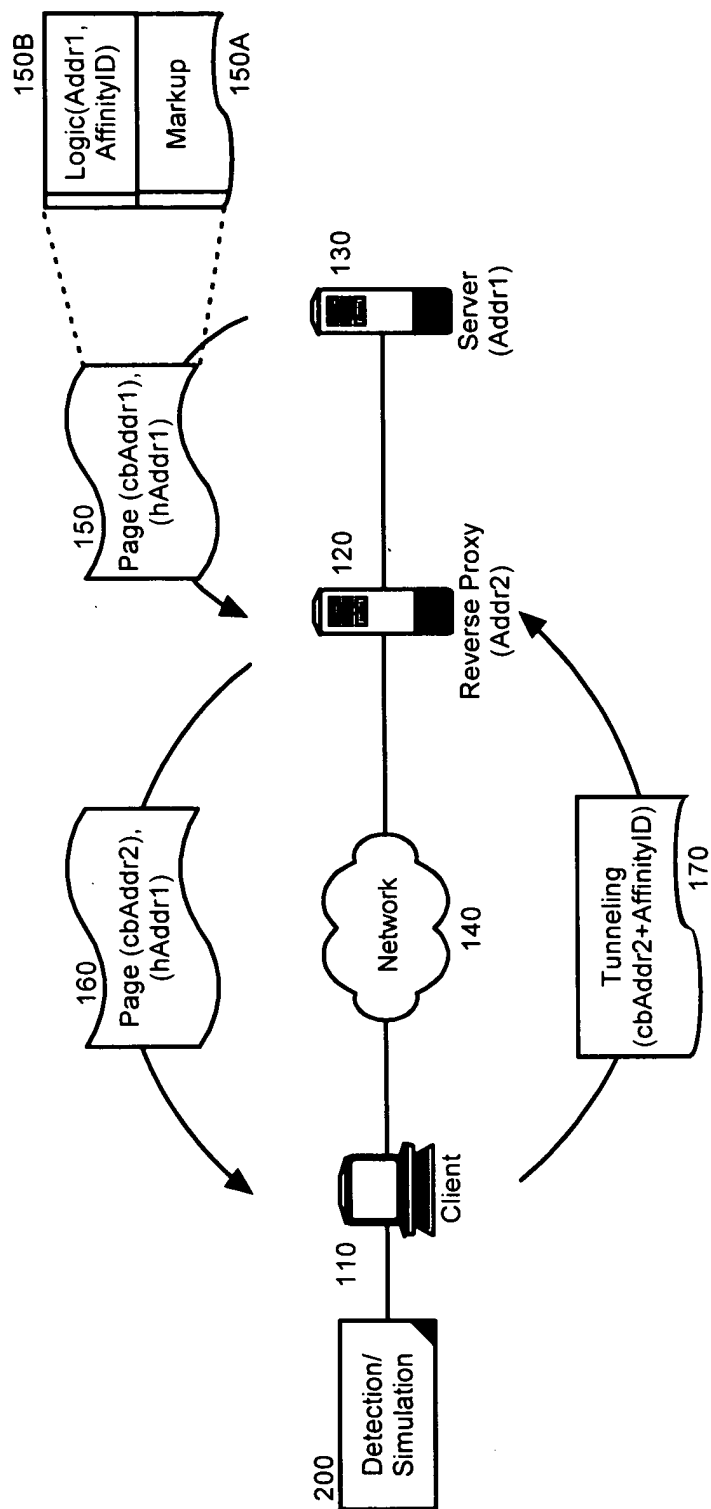 200
Detection/
Simulation
110
Client
160
Page (cbAddr2),
(hAddr1)
Network
140
Tunneling
(cbAddr2+AffinityID)
170
150
Page (cbAddr1),
(hAddr1)
120
Reverse Proxy
(Addr2)
130
Server
(Addr1)
150B
Logic(Addr1,
AffinityID)
Markup
150A